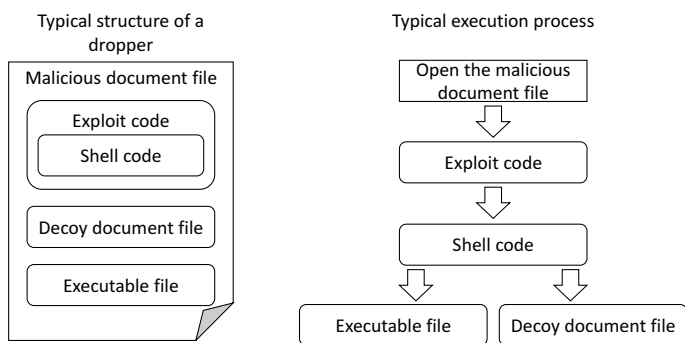 Typical structure of a
dropper
Malicious document file
Exploit code
Shell code
Decoy document file
Executable file
Typical execution process
Open the malicious
document file
Exploit code
Shell code
Executable file
Decoy document file